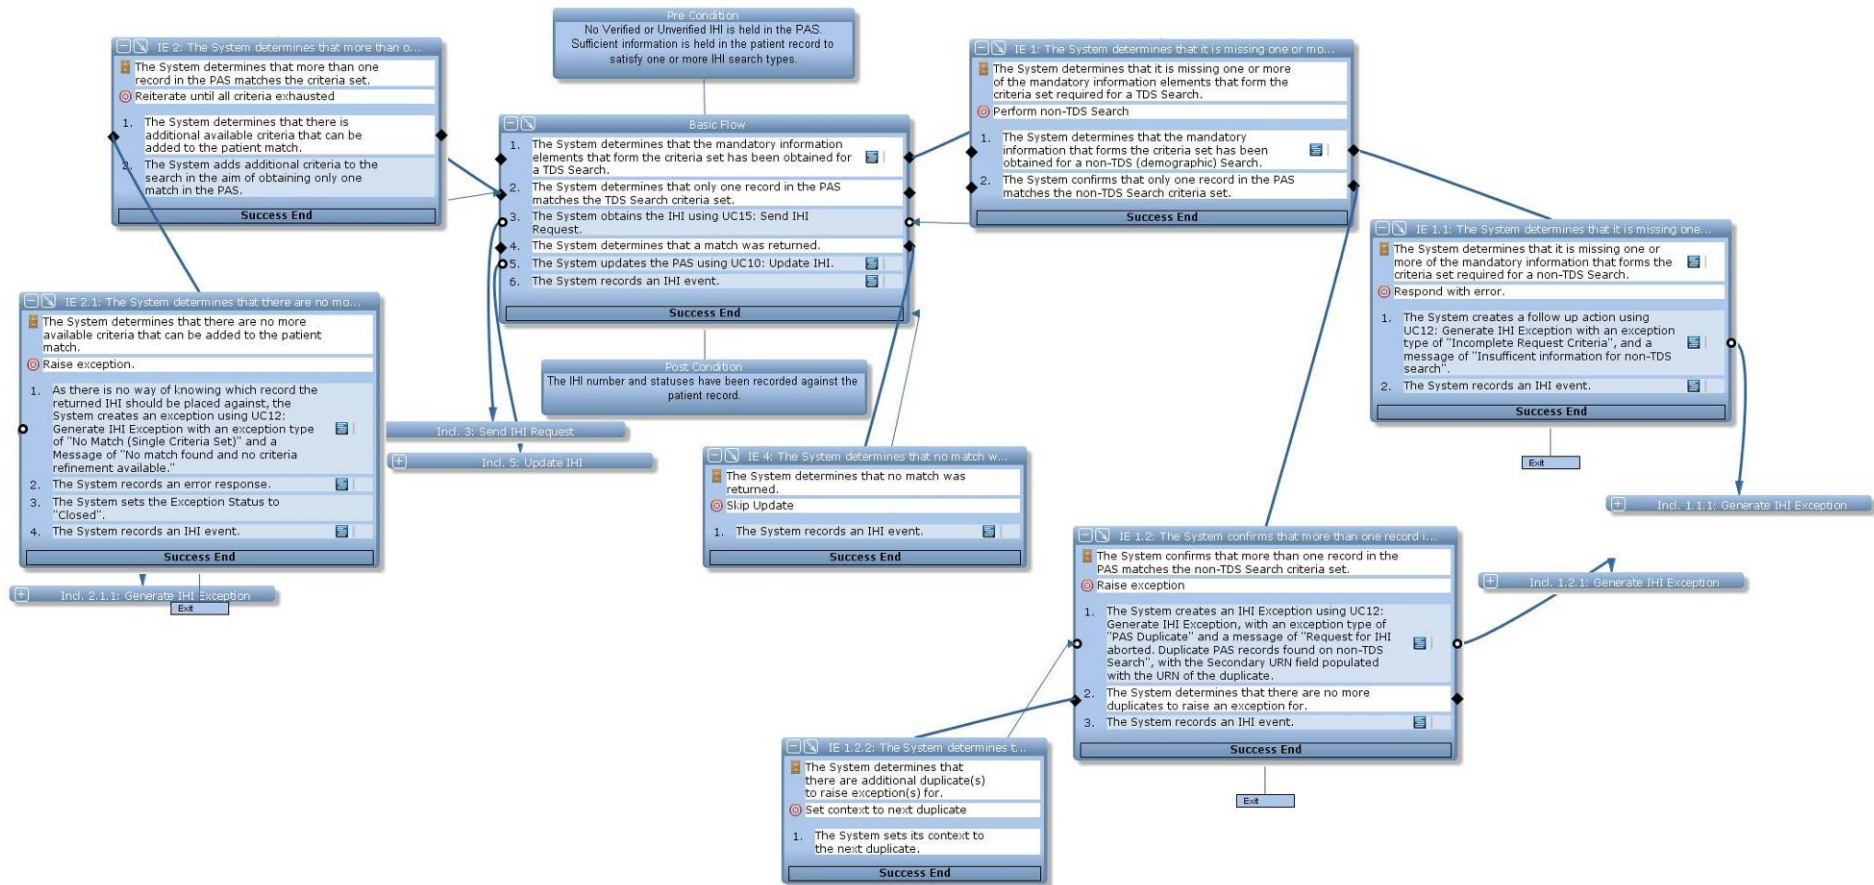 Pre Condition
No Verified or Unverified IHI is held in the PAS.
Sufficient information is held in the patient record to
satisfy one or more IHI search types.
IE 2: The System determines that more than o...
The System determines that more than one
record in the PAS matches the criteria set.
Reiterate until all criteria exhausted
1. The System determines that there is
additional available criteria that can be
added to the patient match.
2. The System adds additional criteria to the
search in the aim of obtaining only one
match in the PAS.
Success End
Basic Flow
1. The System determines that the mandatory information
elements that form the criteria set has been obtained for
a TDS Search.
2. The System determines that only one record in the PAS
matches the TDS Search criteria set.
3. The System obtains the IHI using UC15: Send IHI
Request.
4. The System determines that a match was returned.
5. The System updates the PAS using UC10: Update IHI.
6. The System records an IHI event.
Success End
IE 1: The System determines that it is missing one or mo...
The System determines that it is missing one or more
of the mandatory information elements that form the
criteria set required for a TDS Search.
Perform non-TDS Search
1. The System determines that the mandatory
information that forms the criteria set has been
obtained for a non-TDS (demographic) Search.
2. The System confirms that only one record in the PAS
matches the non-TDS Search criteria set.
Success End
IE 1.1: The System determines that it is missing one...
The System determines that it is missing one or
more of the mandatory information that forms the
criteria set required for a non-TDS Search.
Respond with error.
1. The System creates a follow up action using
UC12: Generate IHI Exception with an exception
type of "Incomplete Request Criteria", and a
message of "Insufficent information for non-TDS
search".
2. The System records an IHI event.
Success End
Exit
Incl. 1.1.1: Generate IHI Exception
IE 2.1: The System determines that there are no mo...
The System determines that there are no more
available criteria that can be added to the patient
match.
Raise exception.
1. As there is no way of knowing which record the
returned IHI should be placed against, the
System creates an exception using UC12:
Generate IHI Exception with an exception type
of "No Match (Single Criteria Set)" and a
Message of "No match found and no criteria
refinement available."
2. The System records an error response.
3. The System sets the Exception Status to
"Closed".
4. The System records an IHI event.
Success End
Incl. 2.1.1: Generate IHI Exception
Exit
Post Condition
The IHI number and statuses have been recorded against the
patient record.
Incl. 3: Send IHI Request
Incl. 5: Update IHI
IE 4: The System determines that no match w...
The System determines that no match was
returned.
Skip Update
1. The System records an IHI event.
Success End
IE 1.2: The System confirms that more than one record i...
The System confirms that more than one record in the
PAS matches the non-TDS Search criteria set.
Raise exception
1. The System creates an IHI Exception using UC12:
Generate IHI Exception, with an exception type of
"PAS Duplicate" and a message of "Request for IHI
aborted. Duplicate PAS records found on non-TDS
Search", with the Secondary URN field populated
with the URN of the duplicate.
2. The System determines that there are no more
duplicates to raise an exception for.
3. The System records an IHI event.
Success End
Exit
Incl. 1.2.1: Generate IHI Exception
IE 1.2.2: The System determines t...
The System determines that
there are additional duplicate(s)
to raise exception(s) for.
Set context to next duplicate
1. The System sets its context to
the next duplicate.
Success End